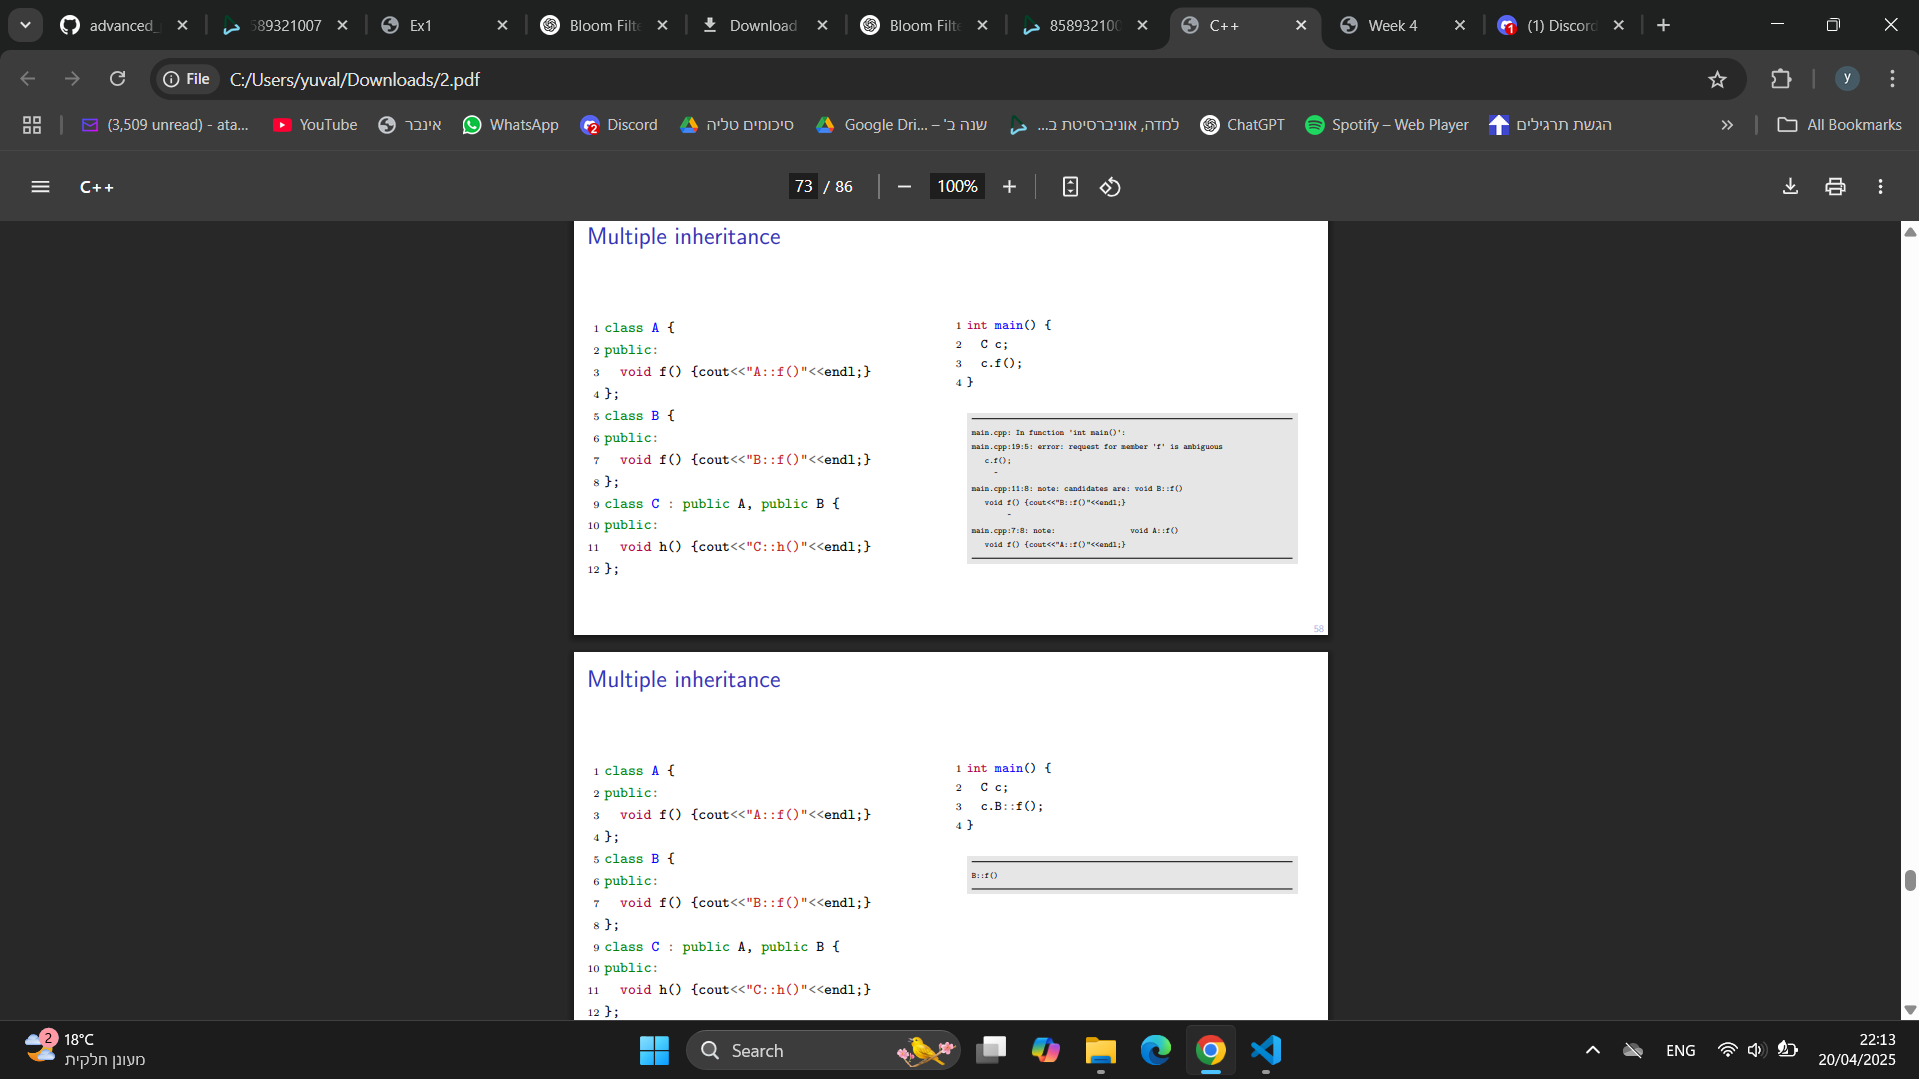 advanced_
589321007
Ex1
Bloom Filte
Download
Bloom Filte
858932100
C++
Week 4
(1) Discord
File
C:/Users/yuval/Downloads/2.pdf
y
(3,509 unread) - ata...
YouTube
אינבר
WhatsApp
Discord
סיכומים טליה
Google Dri... – 'שנה ב
למדה, אוניברסיטת ב...
ChatGPT
Spotify – Web Player
הגשת תרגילים
All Bookmarks
C++
73 / 86
100%
Multiple inheritance
1 class A {
2 public:
3 void f() {cout<<"A::f()"<<endl;}
4 };
5 class B {
6 public:
7 void f() {cout<<"B::f()"<<endl;}
8 };
9 class C : public A, public B {
10 public:
11 void h() {cout<<"C::h()"<<endl;}
12 };
1 int main() {
2 C c;
3 c.f();
4 }
main.cpp: In function 'int main()':
main.cpp:19:5: error: request for member 'f' is ambiguous
c.f();
^
main.cpp:11:8: note: candidates are: void B::f()
void f() {cout<<"B::f()"<<endl;}
^
main.cpp:7:8: note: void A::f()
void f() {cout<<"A::f()"<<endl;}
58
Multiple inheritance
1 class A {
2 public:
3 void f() {cout<<"A::f()"<<endl;}
4 };
5 class B {
6 public:
7 void f() {cout<<"B::f()"<<endl;}
8 };
9 class C : public A, public B {
10 public:
11 void h() {cout<<"C::h()"<<endl;}
12 };
1 int main() {
2 C c;
3 c.B::f();
4 }
B::f()
2
18°C
מעונן חלקית
Search
ENG
22:13
20/04/2025